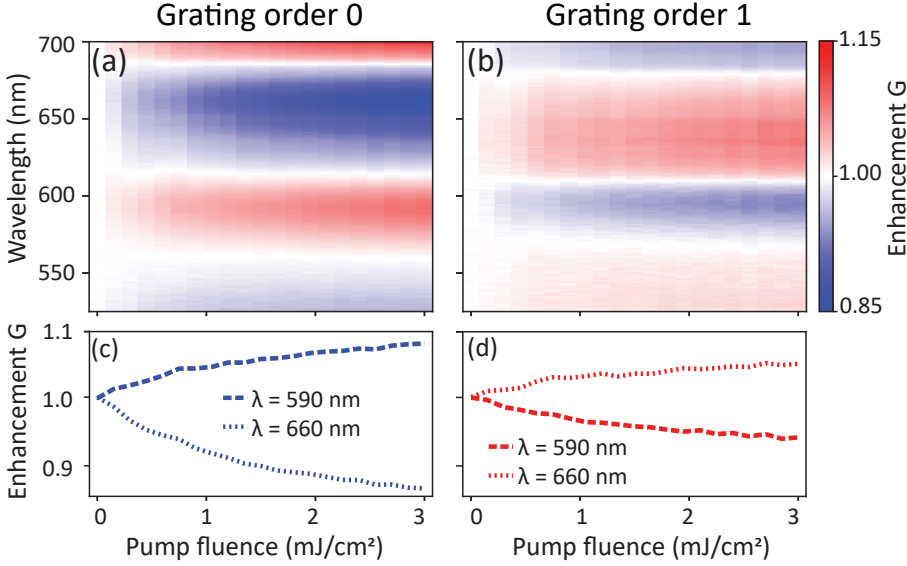 Grating order 0
Grating order 1
Wavelength (nm)
700
650
600
550
(a)
(b)
1.15
1.00
0.85
Enhancement G
Enhancement G
1.1
1.0
0.9
(c)
λ = 590 nm
λ = 660 nm
(d)
λ = 590 nm
λ = 660 nm
0 1 2 3
0 1 2 3
Pump fluence (mJ/cm²)
Pump fluence (mJ/cm²)